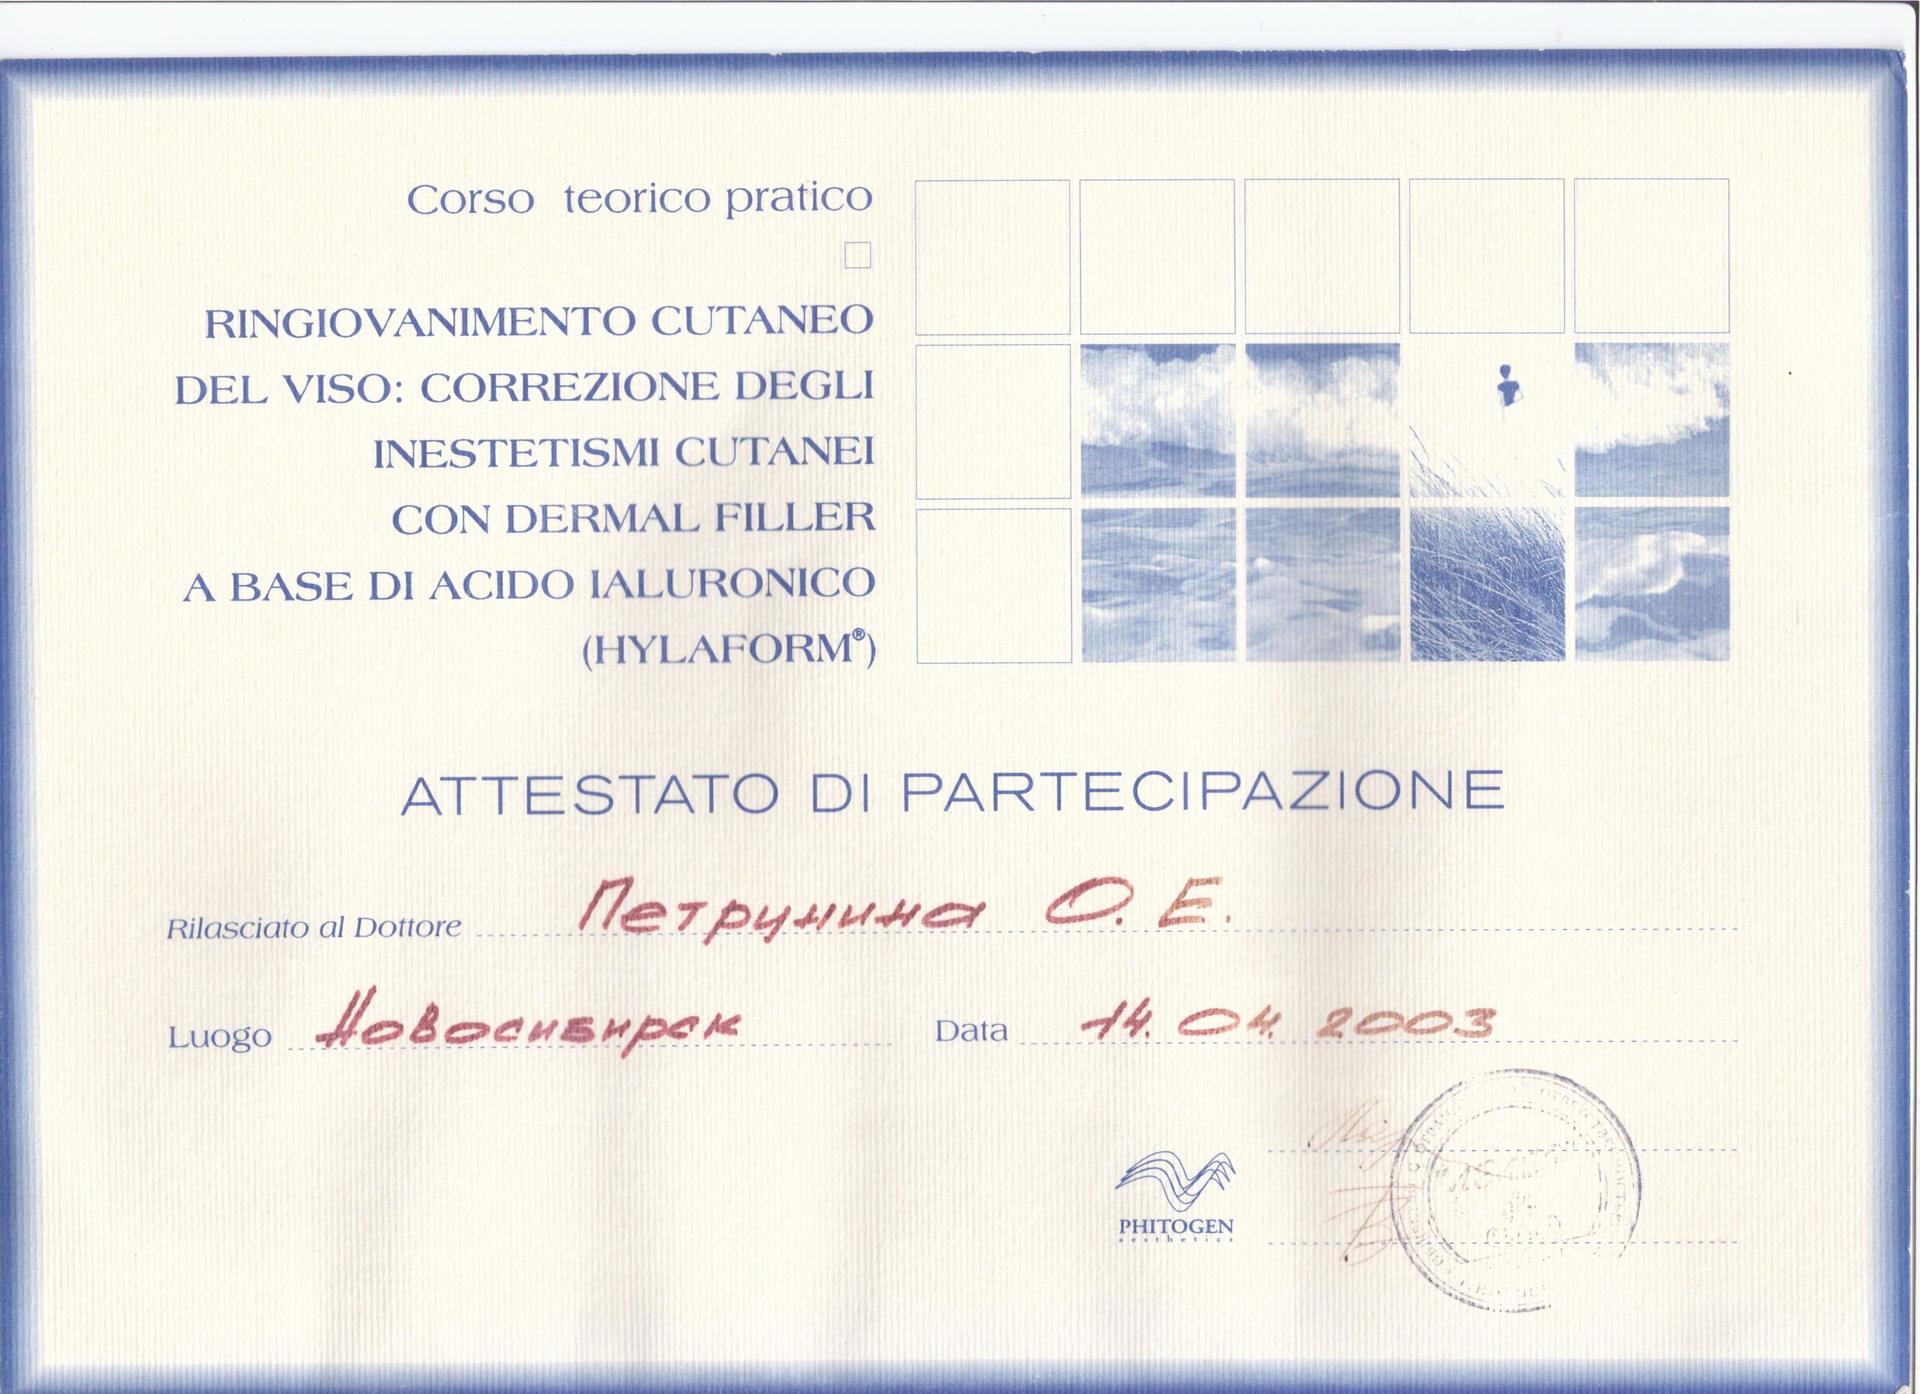 Corso teorico pratico
RINGIOVANIMENTO CUTANEO
DEL VISO: CORREZIONE DEGLI
INESTETISMI CUTANEI
CON DERMAL FILLER
A BASE DI ACIDO IALURONICO
(HYLAFORM®)
ATTESTATO DI PARTECIPAZIONE
Rilasciato al Dottore Петрунина О. Е.
Luogo Новосибирск Data 14. 04. 2003
PHITOGEN
aesthetics